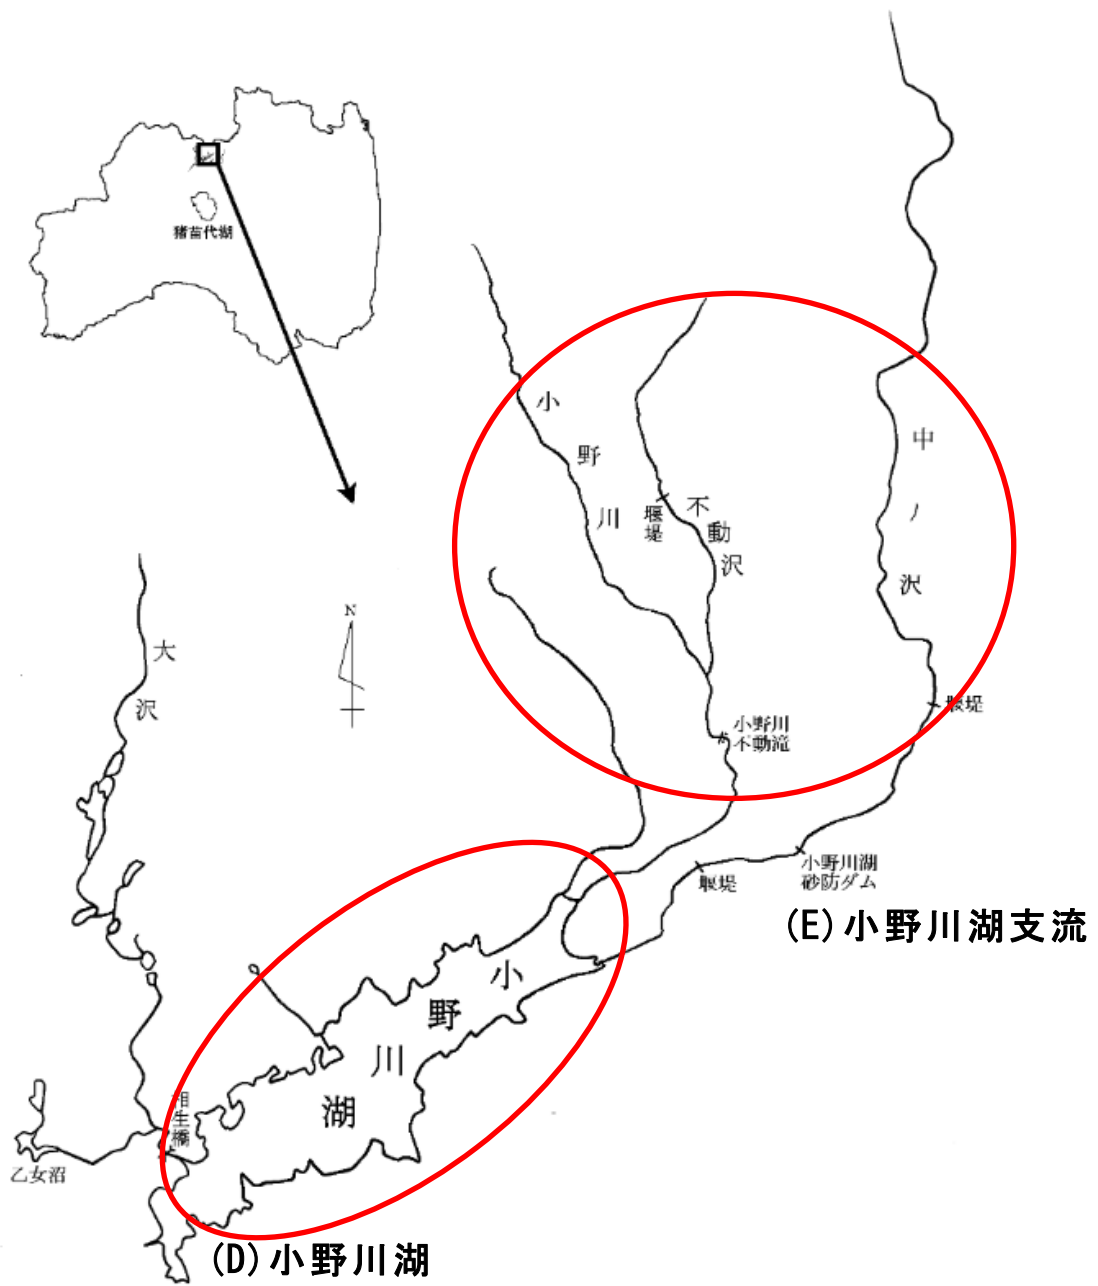 猪苗代湖
小野川
不動沢
堰堤
中ノ沢
N
大沢
小野川
不動滝
堰堤
小野川湖
砂防ダム
堰堤
(E)小野川湖支流
小野川湖
相生橋
乙女沼
(D)小野川湖